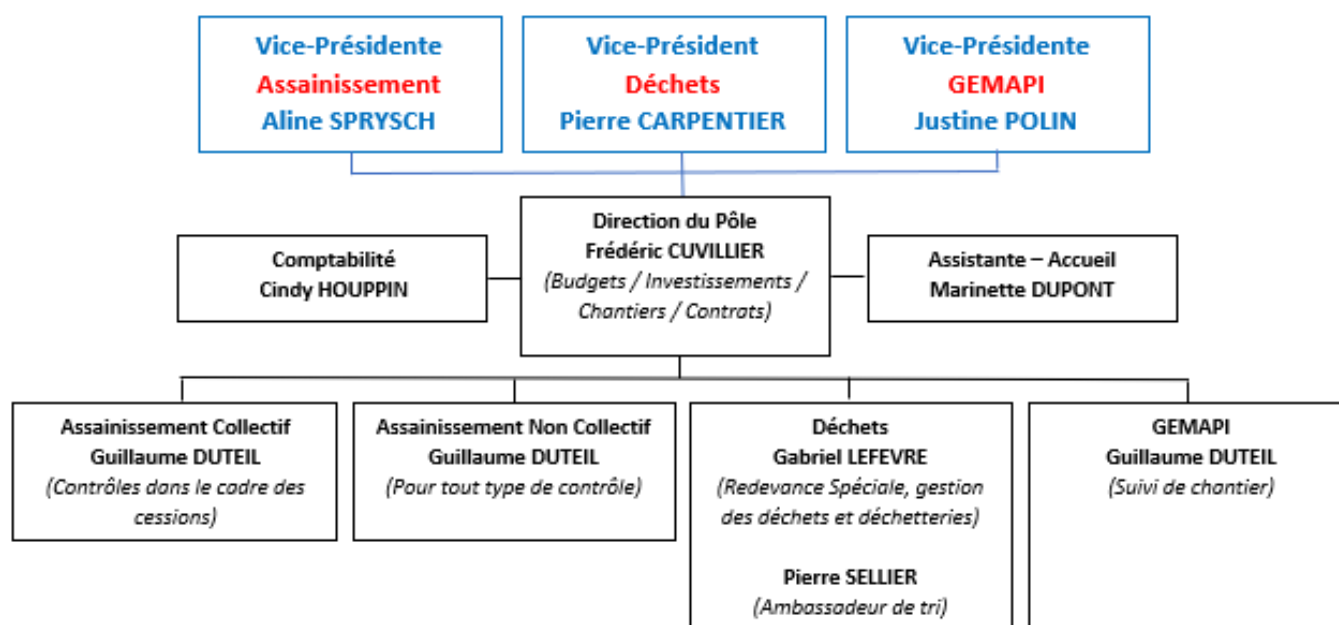 Vice-Présidente
Assainissement
Aline SPRYSCH
Vice-Président
Déchets
Pierre CARPENTIER
Vice-Présidente
GEMAPI
Justine POLIN
Comptabilité
Cindy HOUPPIN
Direction du Pôle
Frédéric CUVILLIER
(Budgets / Investissements /
Chantiers / Contrats)
Assistante – Accueil
Marinette DUPONT
Assainissement Collectif
Guillaume DUTEIL
(Contrôles dans le cadre des
cessions)
Assainissement Non Collectif
Guillaume DUTEIL
(Pour tout type de contrôle)
Déchets
Gabriel LEFEVRE
(Redevance Spéciale, gestion
des déchets et déchetteries)
Pierre SELLIER
(Ambassadeur de tri)
GEMAPI
Guillaume DUTEIL
(Suivi de chantier)